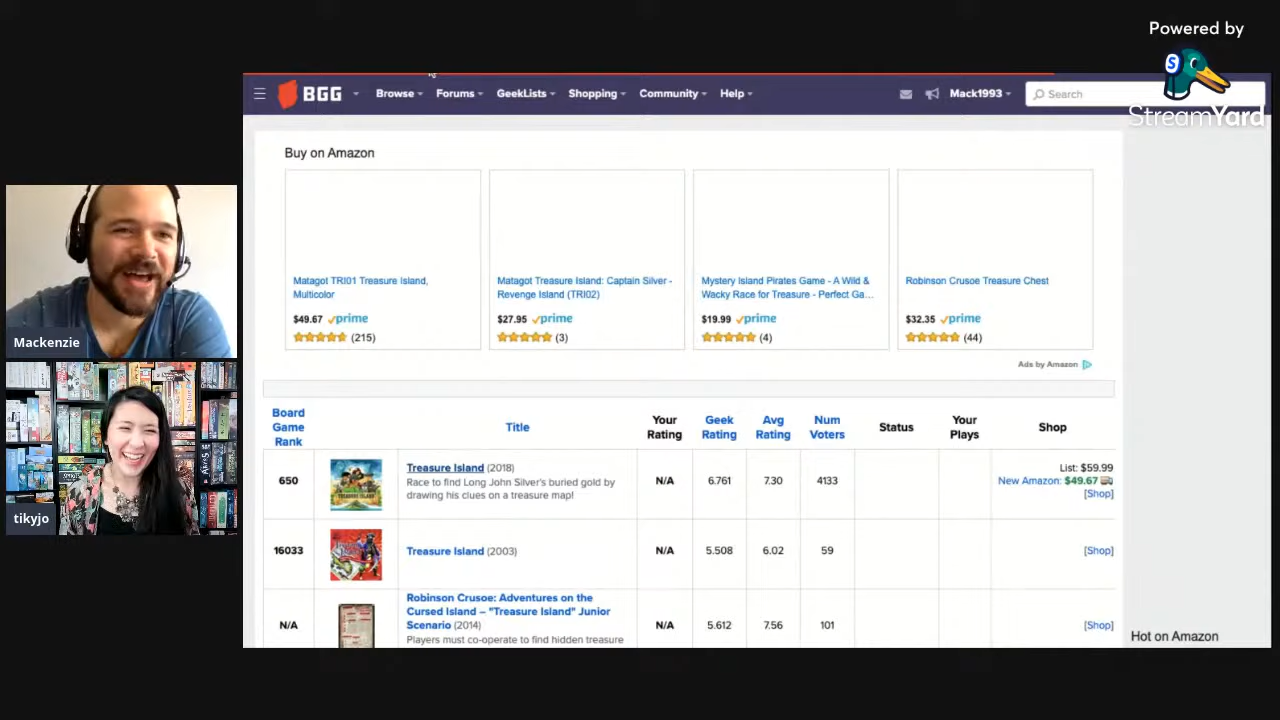 Powered by
StreamYard
BGG
Browse
Forums
GeekLists
Shopping
Community
Help
Mack1993
Search
Buy on Amazon
Matagot TRI01 Treasure Island,
Multicolor
$49.67 prime
(215)
Matagot Treasure Island: Captain Silver -
Revenge Island (TRI02)
$27.95 prime
(3)
Mystery Island Pirates Game - A Wild &
Wacky Race for Treasure - Perfect Ga...
$19.99 prime
(4)
Robinson Crusoe Treasure Chest
$32.35 prime
(44)
Ads by Amazon
Board
Game
Rank
Title
Your
Rating
Geek
Rating
Avg
Rating
Num
Voters
Status
Your
Plays
Shop
650
Treasure Island (2018)
Race to find Long John Silver's buried gold by
drawing his clues on a treasure map!
N/A
6.761
7.30
4133
List: $59.99
New Amazon: $49.67
[Shop]
16033
Treasure Island (2003)
N/A
5.508
6.02
59
[Shop]
N/A
Robinson Crusoe: Adventures on the
Cursed Island – "Treasure Island" Junior
Scenario (2014)
Players must co-operate to find hidden treasure
N/A
5.612
7.56
101
[Shop]
Hot on Amazon
Mackenzie
tikyjo